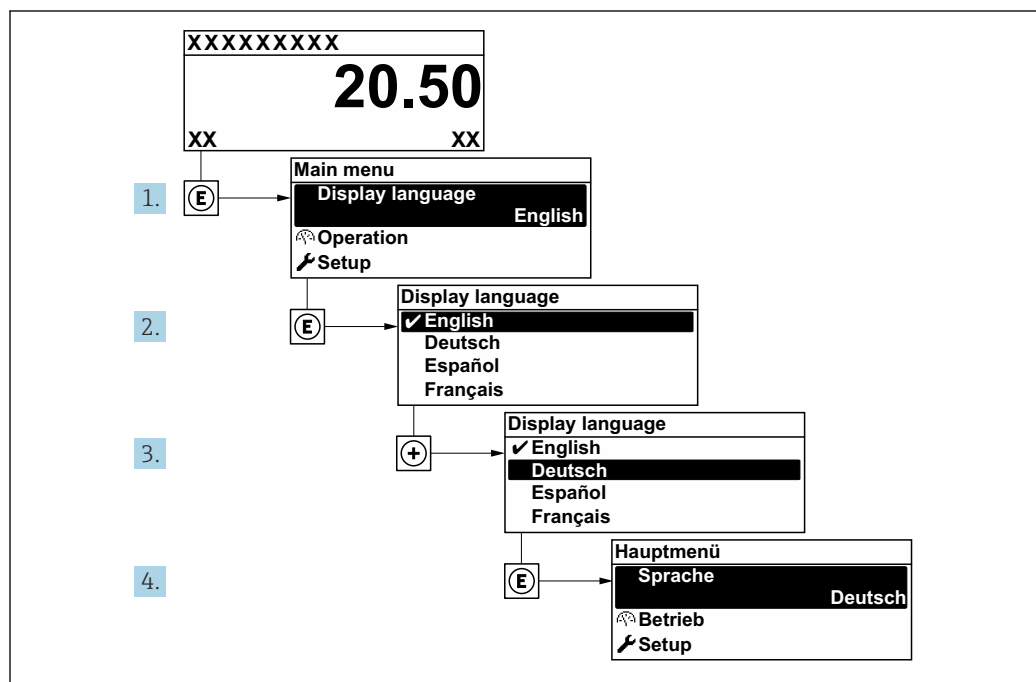 XXXXXXXXX
20.50
XX XX
1.
E
Main menu
Display language
English
Operation
Setup
2.
E
Display language
✔ English
Deutsch
Español
Français
3.
+
Display language
✔ English
Deutsch
Español
Français
4.
E
Hauptmenü
Sprache
Deutsch
Betrieb
Setup